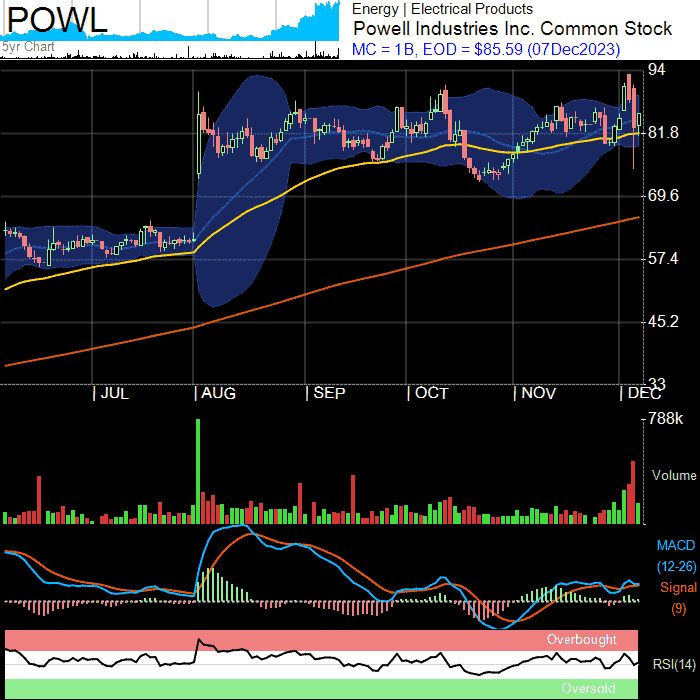 POWL
5yr Chart
Energy | Electrical Products
Powell Industries Inc. Common Stock
MC = 1B, EOD = $85.59 (07Dec2023)
94
81.8
69.6
57.4
45.2
33
JUL AUG SEP OCT NOV DEC
788k
Volume
MACD
(12-26)
Signal
(9)
Overbought
RSI(14)
Oversold